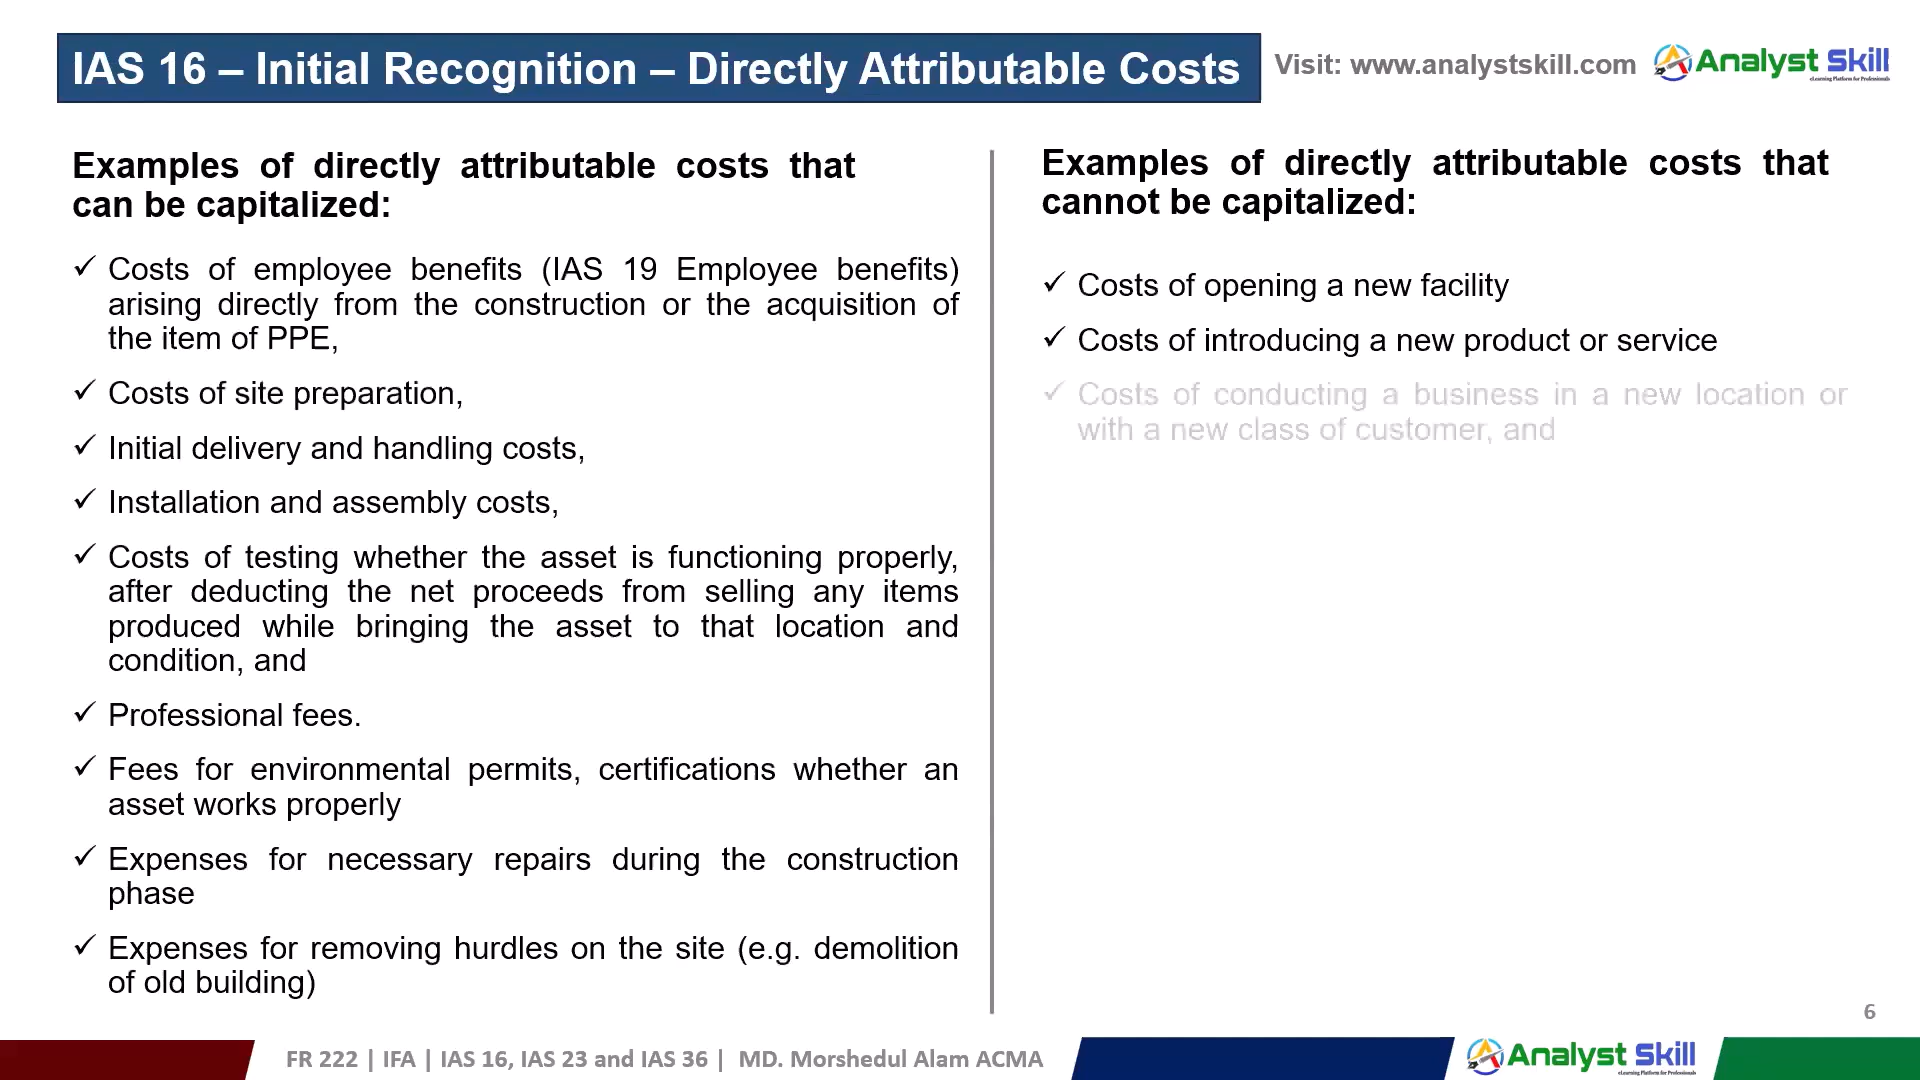 IAS 16 – Initial Recognition – Directly Attributable Costs
Visit: www.analystskill.com
Analyst Skill
eLearning Platform for Professionals
Examples of directly attributable costs that
can be capitalized:
✓ Costs of employee benefits (IAS 19 Employee benefits)
arising directly from the construction or the acquisition of
the item of PPE,
✓ Costs of site preparation,
✓ Initial delivery and handling costs,
✓ Installation and assembly costs,
✓ Costs of testing whether the asset is functioning properly,
after deducting the net proceeds from selling any items
produced while bringing the asset to that location and
condition, and
✓ Professional fees.
✓ Fees for environmental permits, certifications whether an
asset works properly
✓ Expenses for necessary repairs during the construction
phase
✓ Expenses for removing hurdles on the site (e.g. demolition
of old building)
Examples of directly attributable costs that
cannot be capitalized:
✓ Costs of opening a new facility
✓ Costs of introducing a new product or service
✓ Costs of conducting a business in a new location or
with a new class of customer, and
6
FR 222 | IFA | IAS 16, IAS 23 and IAS 36 | MD. Morshedul Alam ACMA
Analyst Skill
eLearning Platform for Professionals